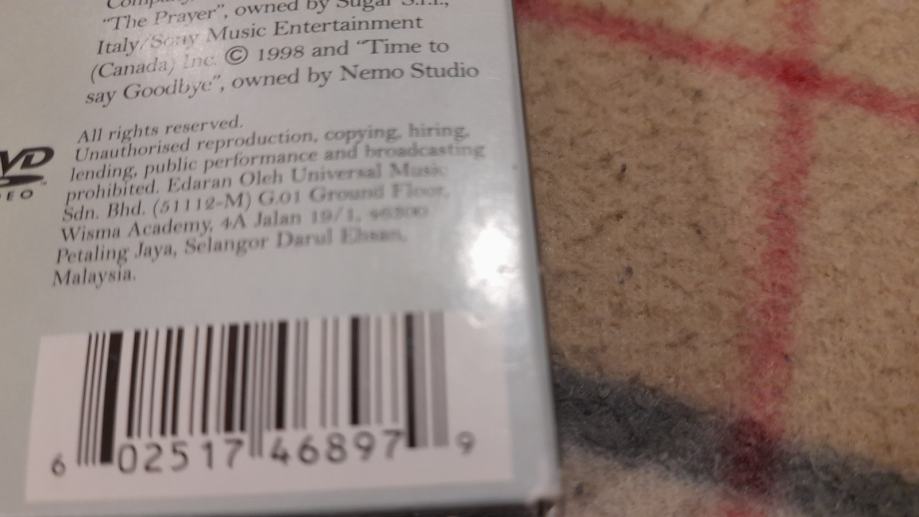 "The Prayer", owned by Sugar S.r.l.,
Italy/Sony Music Entertainment
(Canada) Inc. © 1998 and "Time to
say Goodbye", owned by Nemo Studio
All rights reserved.
Unauthorised reproduction, copying, hiring,
lending, public performance and broadcasting
prohibited. Edaran Oleh Universal Music
Sdn. Bhd. (51112-M) G.01 Ground Floor,
Wisma Academy, 4A Jalan 19/1,
Petaling Jaya, Selangor Darul Ehsan,
Malaysia.
6 02517 46897 9